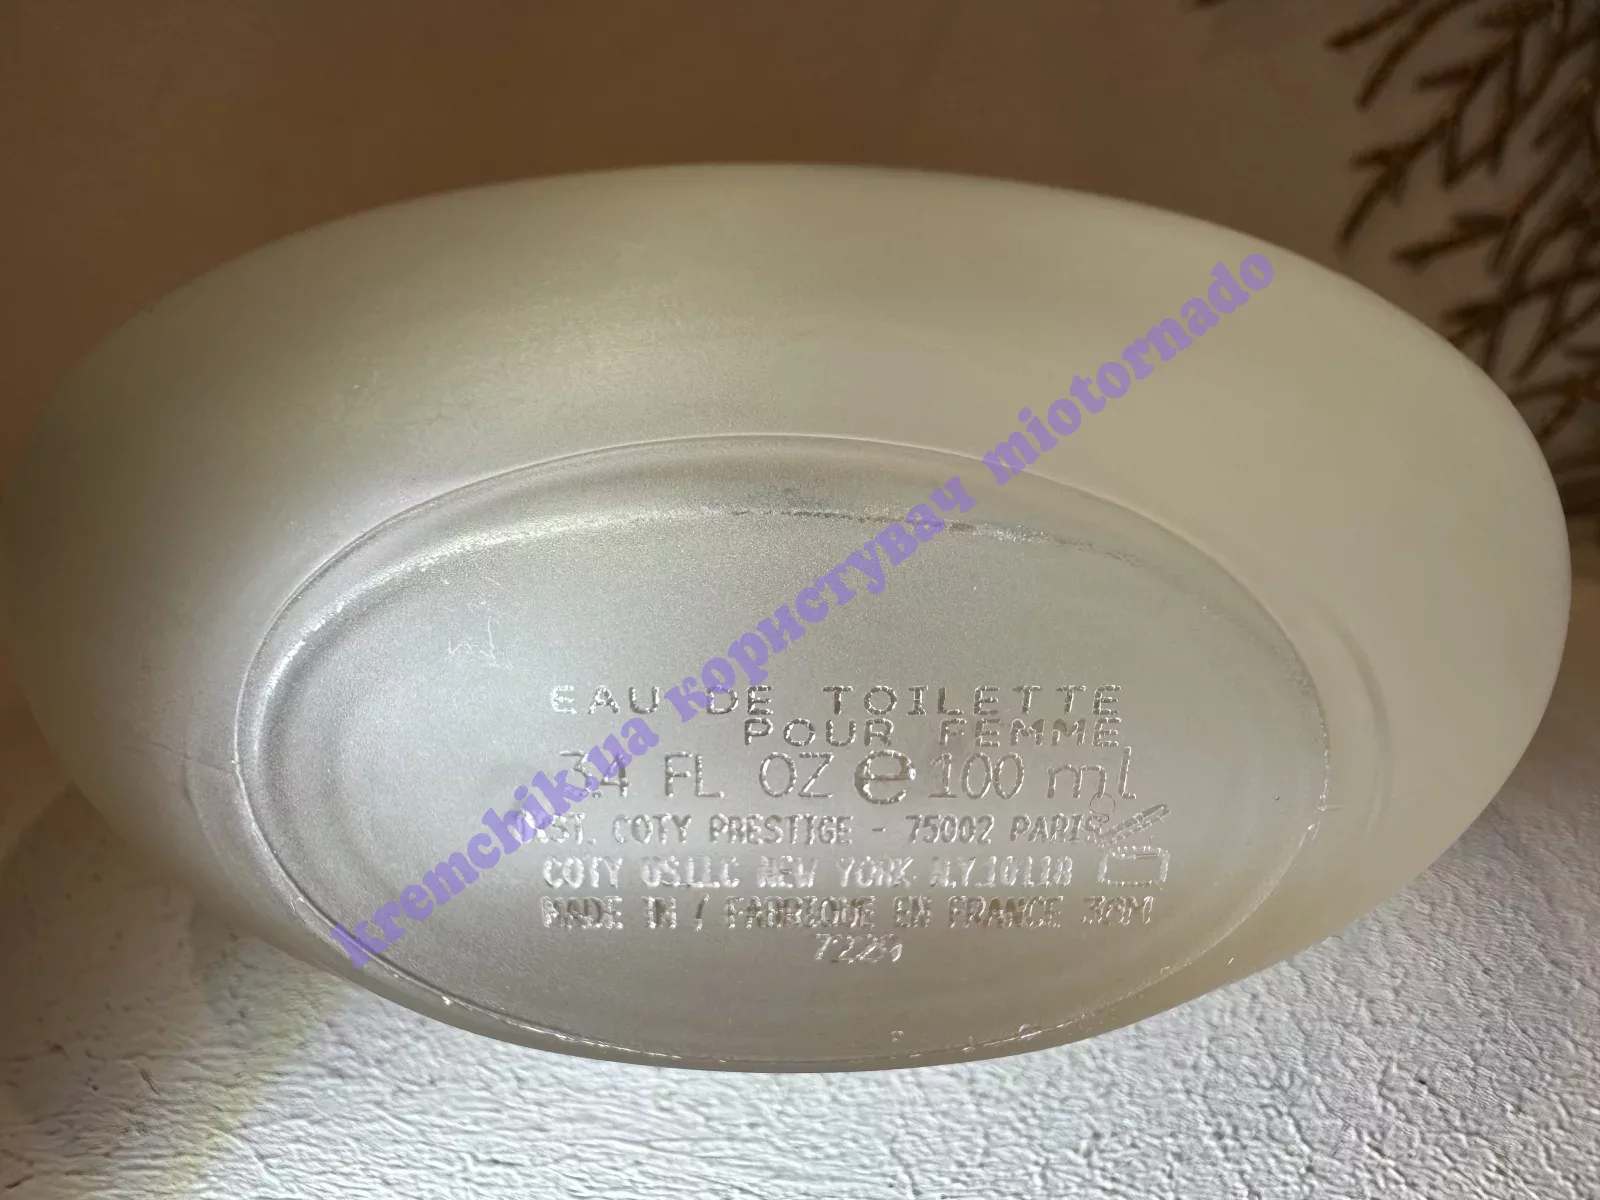 EAU DE TOILETTE
POUR FEMME
3.4 FL. OZ e 100 ml
DIST. COTY PRESTIGE - 75002 PARIS
COTY US LLC NEW YORK N.Y. 10118
MADE IN / FABRIQUE EN FRANCE
kremchik.ua користувач miotornado